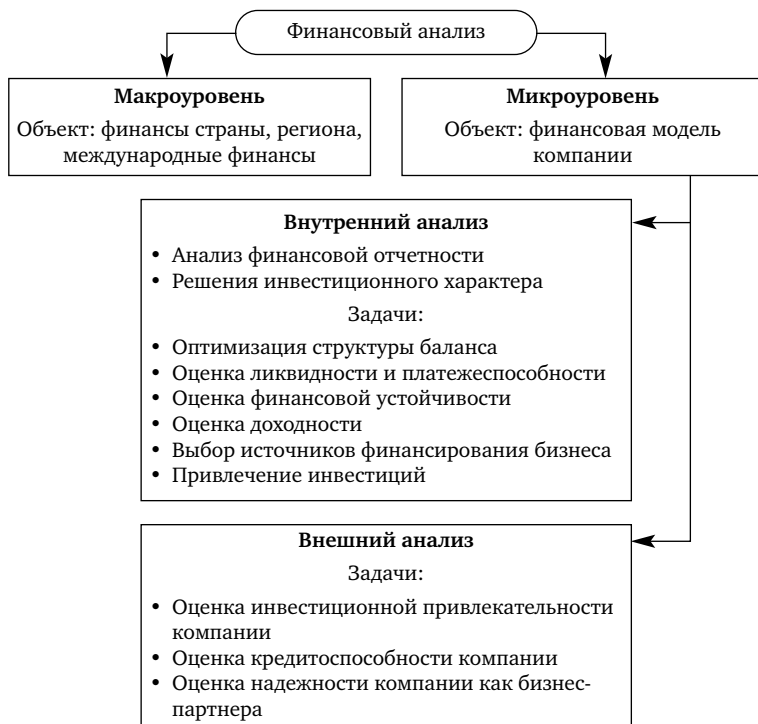 Финансовый анализ
Макроуровень
Объект: финансы страны, региона,
международные финансы
Микроуровень
Объект: финансовая модель
компании
Внутренний анализ
• Анализ финансовой отчетности
• Решения инвестиционного характера
Задачи:
• Оптимизация структуры баланса
• Оценка ликвидности и платежеспособности
• Оценка финансовой устойчивости
• Оценка доходности
• Выбор источников финансирования бизнеса
• Привлечение инвестиций
Внешний анализ
Задачи:
• Оценка инвестиционной привлекательности
компании
• Оценка кредитоспособности компании
• Оценка надежности компании как бизнес-
партнера